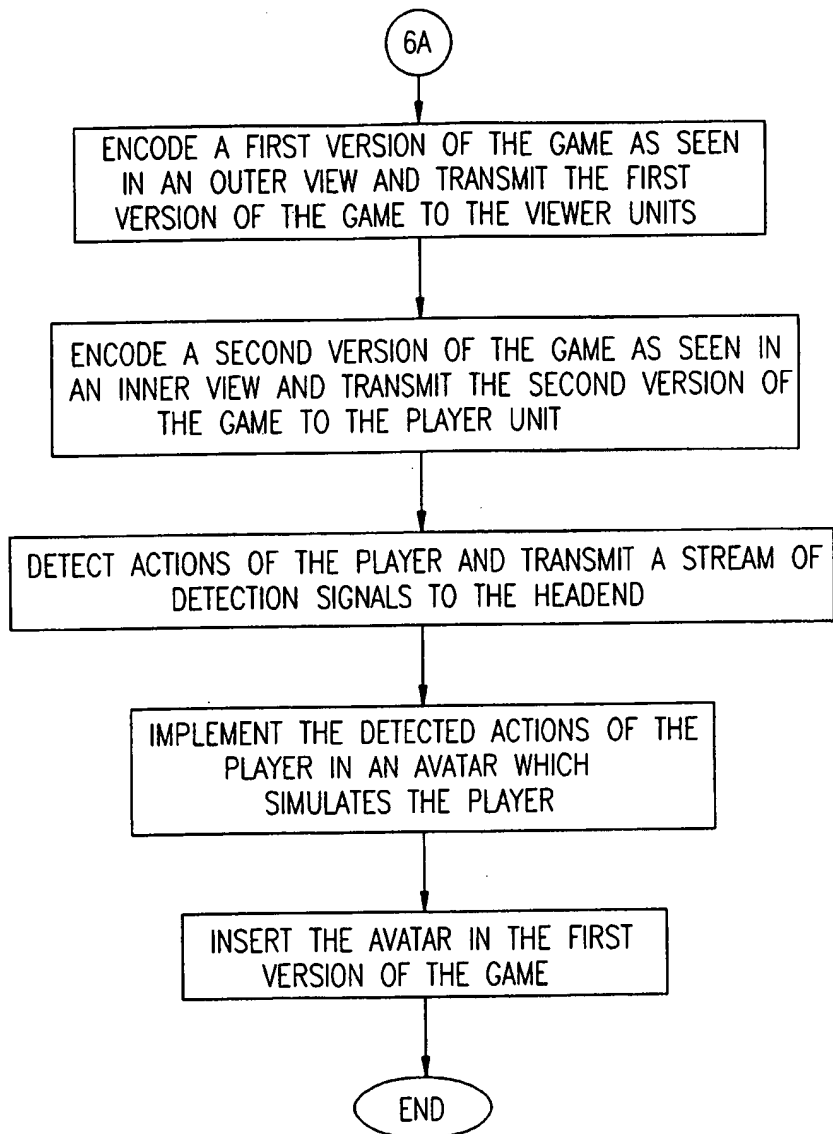 6A
ENCODE A FIRST VERSION OF THE GAME AS SEEN
IN AN OUTER VIEW AND TRANSMIT THE FIRST
VERSION OF THE GAME TO THE VIEWER UNITS
ENCODE A SECOND VERSION OF THE GAME AS SEEN IN
AN INNER VIEW AND TRANSMIT THE SECOND VERSION OF
THE GAME TO THE PLAYER UNIT
DETECT ACTIONS OF THE PLAYER AND TRANSMIT A STREAM OF
DETECTION SIGNALS TO THE HEADEND
IMPLEMENT THE DETECTED ACTIONS OF THE
PLAYER IN AN AVATAR WHICH
SIMULATES THE PLAYER
INSERT THE AVATAR IN THE FIRST
VERSION OF THE GAME
END